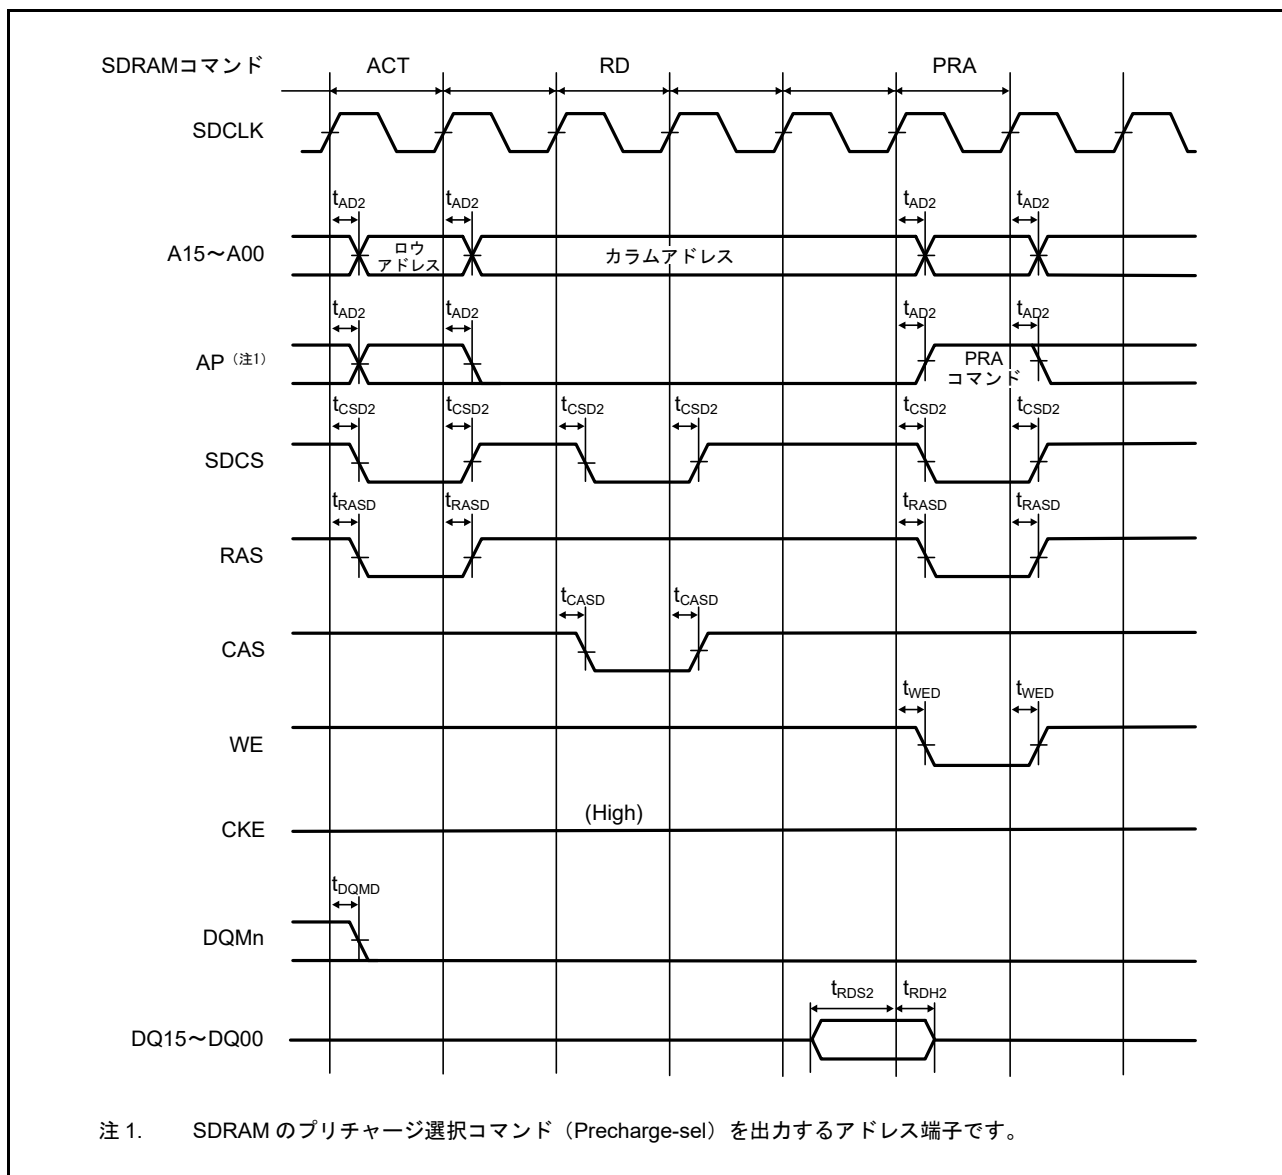 SDRAMコマンド ACT RD PRA
SDCLK
tAD2 tAD2 tAD2 tAD2
A15～A00 ロウ アドレス カラムアドレス
tAD2 tAD2 tAD2 tAD2
AP（注1） PRA コマンド
tCSD2 tCSD2 tCSD2 tCSD2 tCSD2 tCSD2
SDCS
tRASD tRASD tRASD tRASD
RAS
tCASD tCASD
CAS
tWED tWED
WE
(High)
CKE
tDQMD
DQMn
tRDS2 tRDH2
DQ15～DQ00
注 1. SDRAM のプリチャージ選択コマンド（Precharge-sel）を出力するアドレス端子です。